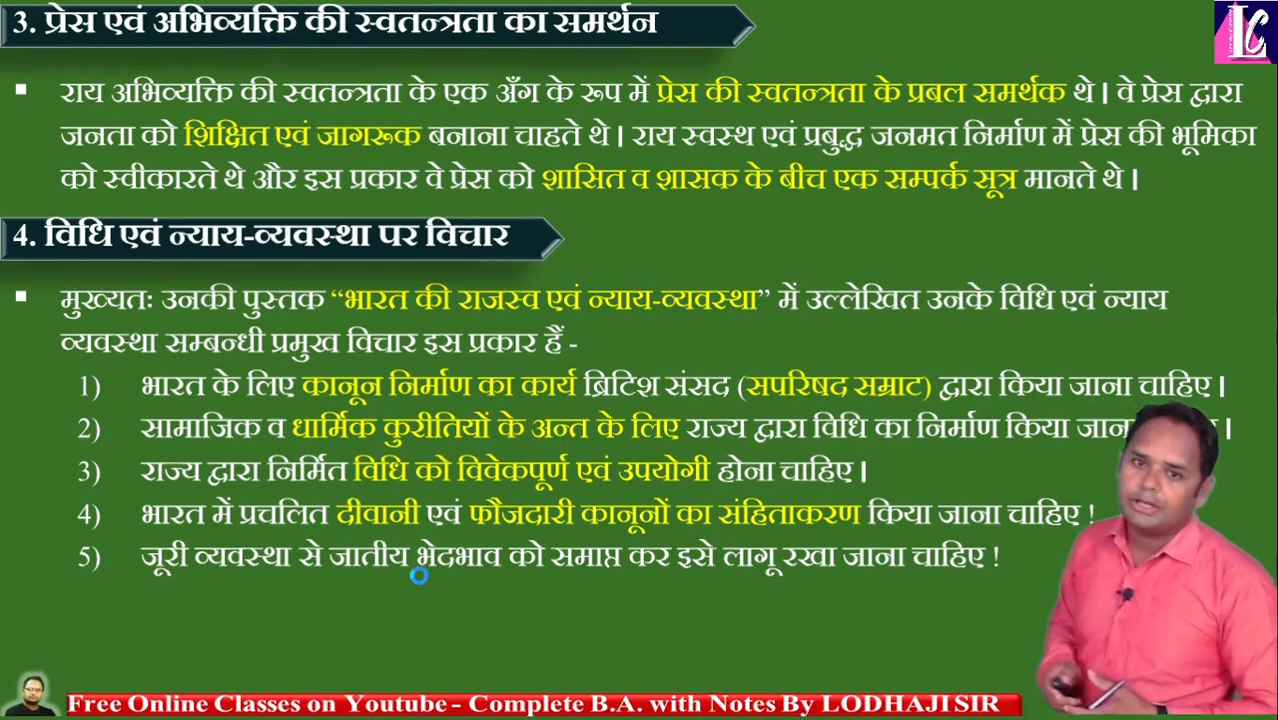 3. प्रेस एवं अभिव्यक्ति की स्वतन्त्रता का समर्थन
LC
▪ राय अभिव्यक्ति की स्वतन्त्रता के एक अँग के रूप में प्रेस की स्वतन्त्रता के प्रबल समर्थक थे । वे प्रेस द्वारा
जनता को शिक्षित एवं जागरूक बनाना चाहते थे । राय स्वस्थ एवं प्रबुद्ध जनमत निर्माण में प्रेस की भूमिका
को स्वीकारते थे और इस प्रकार वे प्रेस को शासित व शासक के बीच एक सम्पर्क सूत्र मानते थे ।
4. विधि एवं न्याय-व्यवस्था पर विचार
▪ मुख्यतः उनकी पुस्तक “भारत की राजस्व एवं न्याय-व्यवस्था” में उल्लेखित उनके विधि एवं न्याय
व्यवस्था सम्बन्धी प्रमुख विचार इस प्रकार हैं -
1) भारत के लिए कानून निर्माण का कार्य ब्रिटिश संसद (सपरिषद सम्राट) द्वारा किया जाना चाहिए ।
2) सामाजिक व धार्मिक कुरीतियों के अन्त के लिए राज्य द्वारा विधि का निर्माण किया जाना ।
3) राज्य द्वारा निर्मित विधि को विवेकपूर्ण एवं उपयोगी होना चाहिए ।
4) भारत में प्रचलित दीवानी एवं फौजदारी कानूनों का संहिताकरण किया जाना चाहिए !
5) जूरी व्यवस्था से जातीय भेदभाव को समाप्त कर इसे लागू रखा जाना चाहिए !
Free Online Classes on Youtube - Complete B.A. with Notes By LODHAJI SIR